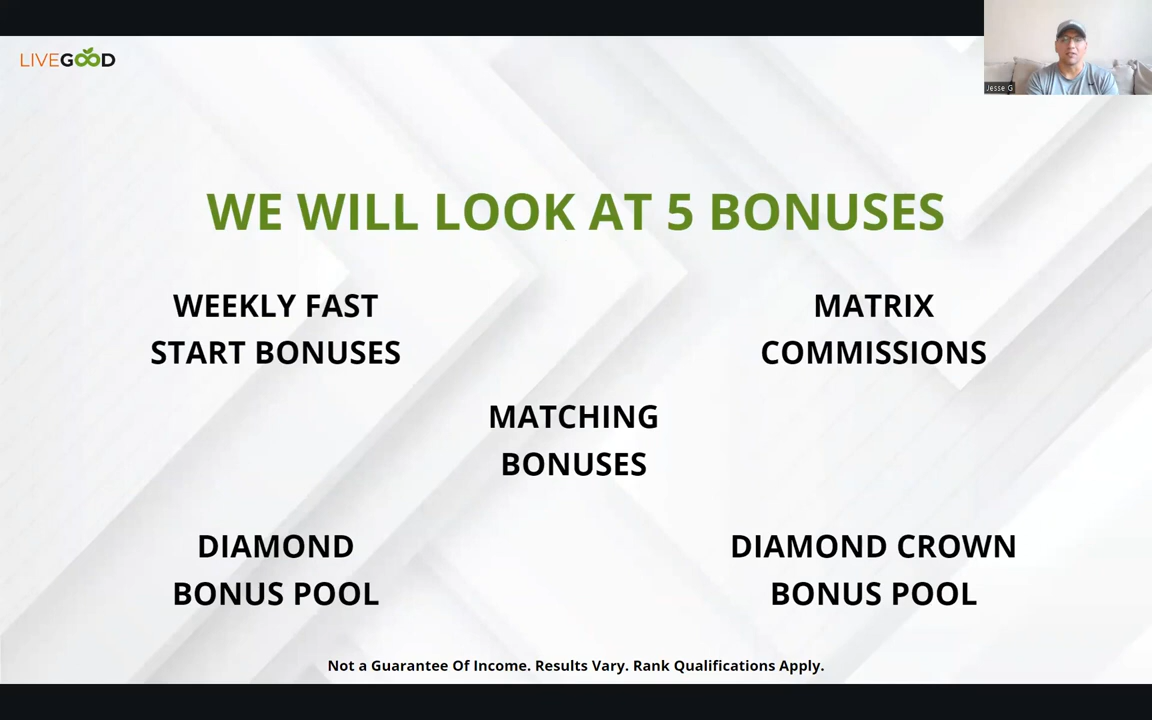 LIVEGOOD
Jesse G
WE WILL LOOK AT 5 BONUSES
WEEKLY FAST
START BONUSES
MATRIX
COMMISSIONS
MATCHING
BONUSES
DIAMOND
BONUS POOL
DIAMOND CROWN
BONUS POOL
Not a Guarantee Of Income. Results Vary. Rank Qualifications Apply.